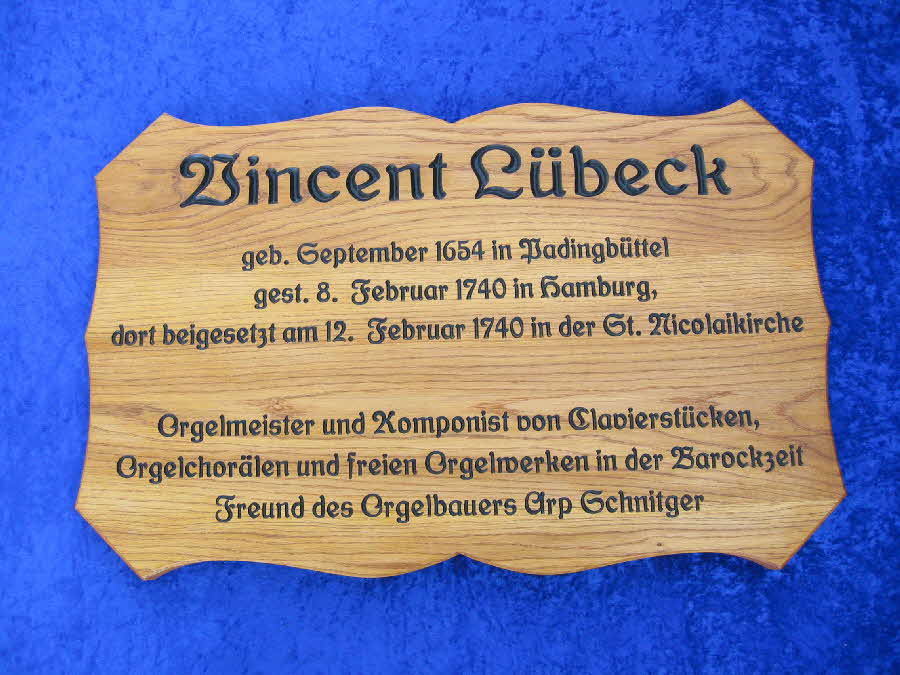 Vincent Lübeck
geb. September 1654 in Padingbüttel
gest. 8. Februar 1740 in Hamburg,
dort beigesetzt am 12. Februar 1740 in der St. Nicolaikirche
Orgelmeister und Komponist von Clavierstücken,
Orgelchorälen und freien Orgelwerken in der Barockzeit
Freund des Orgelbauers Arp Schnitger